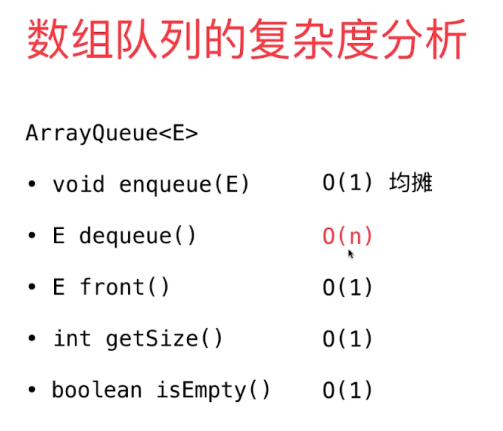 数组队列的复杂度分析
ArrayQueue<E>
• void enqueue(E) O(1) 均摊
• E dequeue() O(n)
• E front() O(1)
• int getSize() O(1)
• boolean isEmpty() O(1)